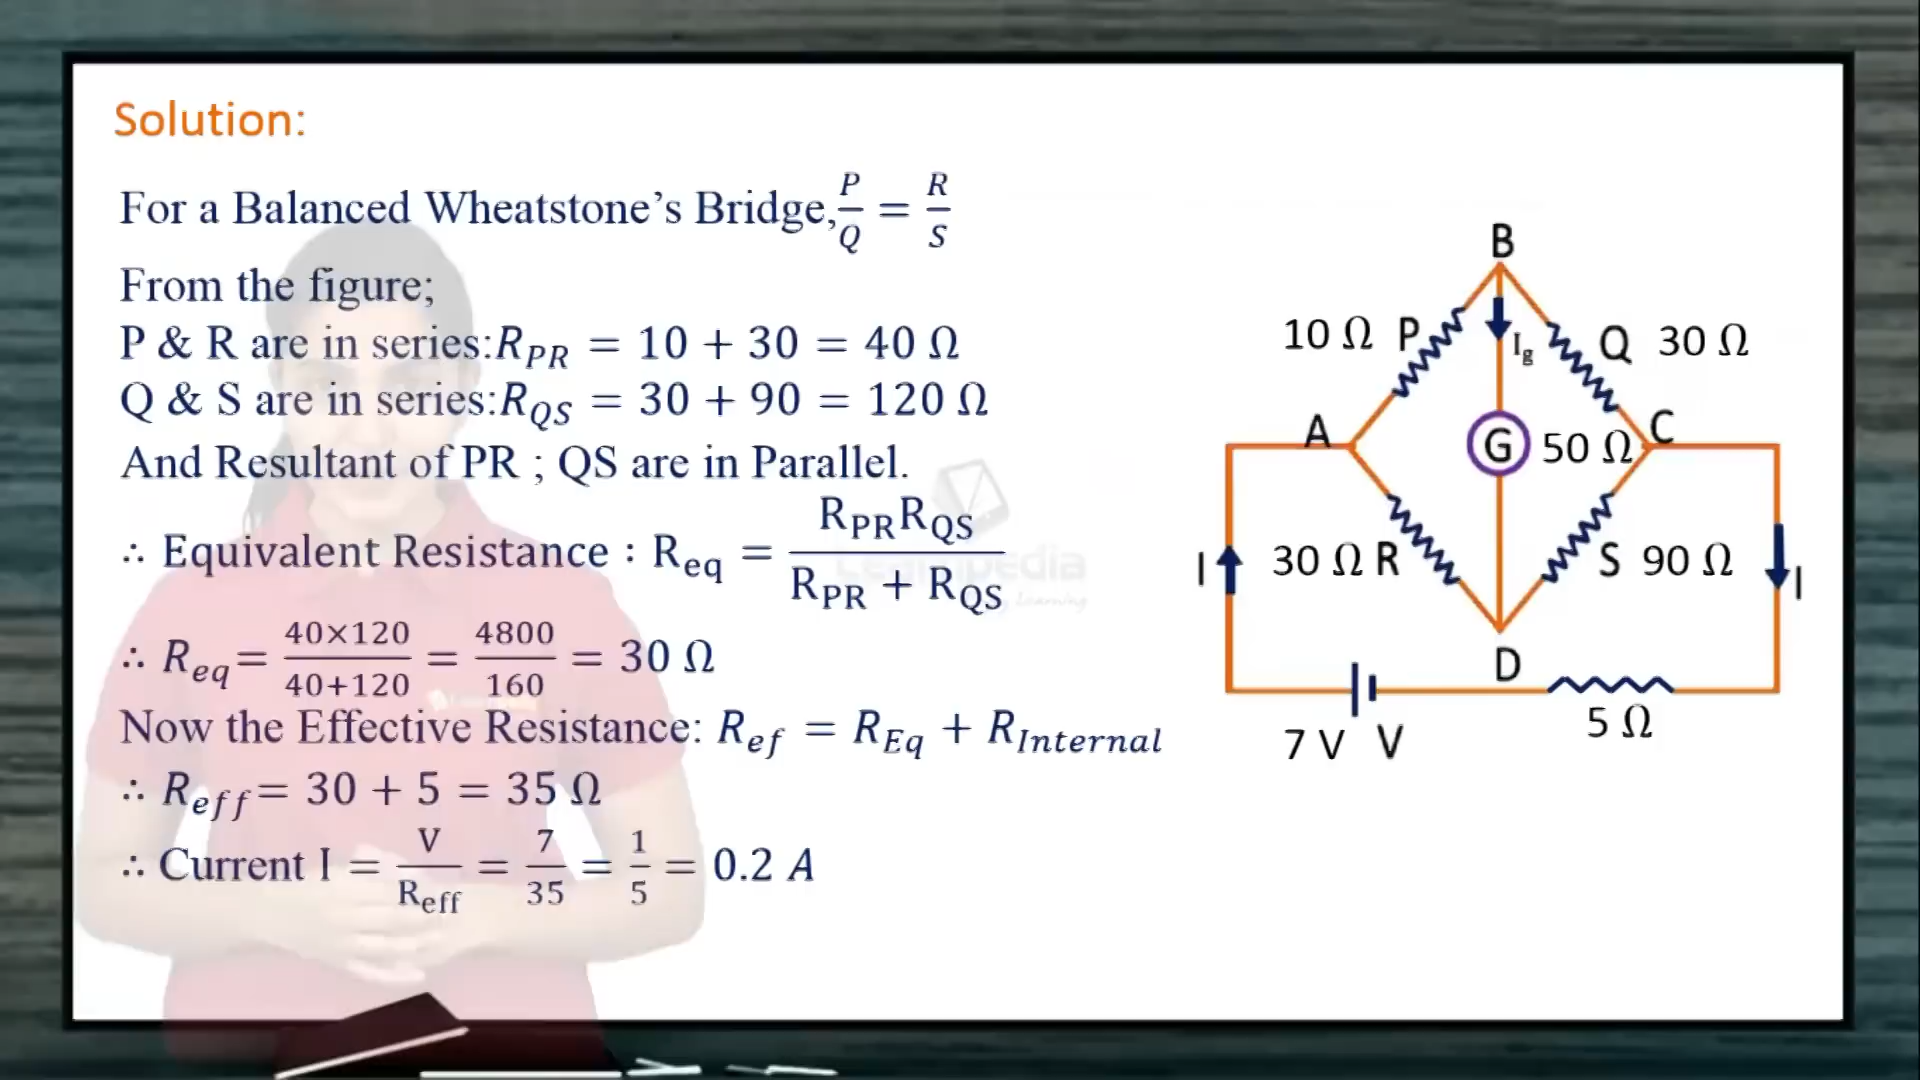 Solution:
For a Balanced Wheatstone's Bridge, P/Q = R/S
From the figure;
P & R are in series: R_PR = 10 + 30 = 40 Ω
Q & S are in series: R_QS = 30 + 90 = 120 Ω
And Resultant of PR ; QS are in Parallel.
∴ Equivalent Resistance : R_eq = R_PR R_QS / R_PR + R_QS
∴ R_eq = 40×120 / 40+120 = 4800 / 160 = 30 Ω
Now the Effective Resistance: R_ef = R_Eq + R_Internal
∴ R_eff = 30 + 5 = 35 Ω
∴ Current I = V / R_eff = 7 / 35 = 1 / 5 = 0.2 A
B
10 Ω P
I_g
Q 30 Ω
A
G 50 Ω
C
I
30 Ω R
S 90 Ω
I
D
7 V V
5 Ω